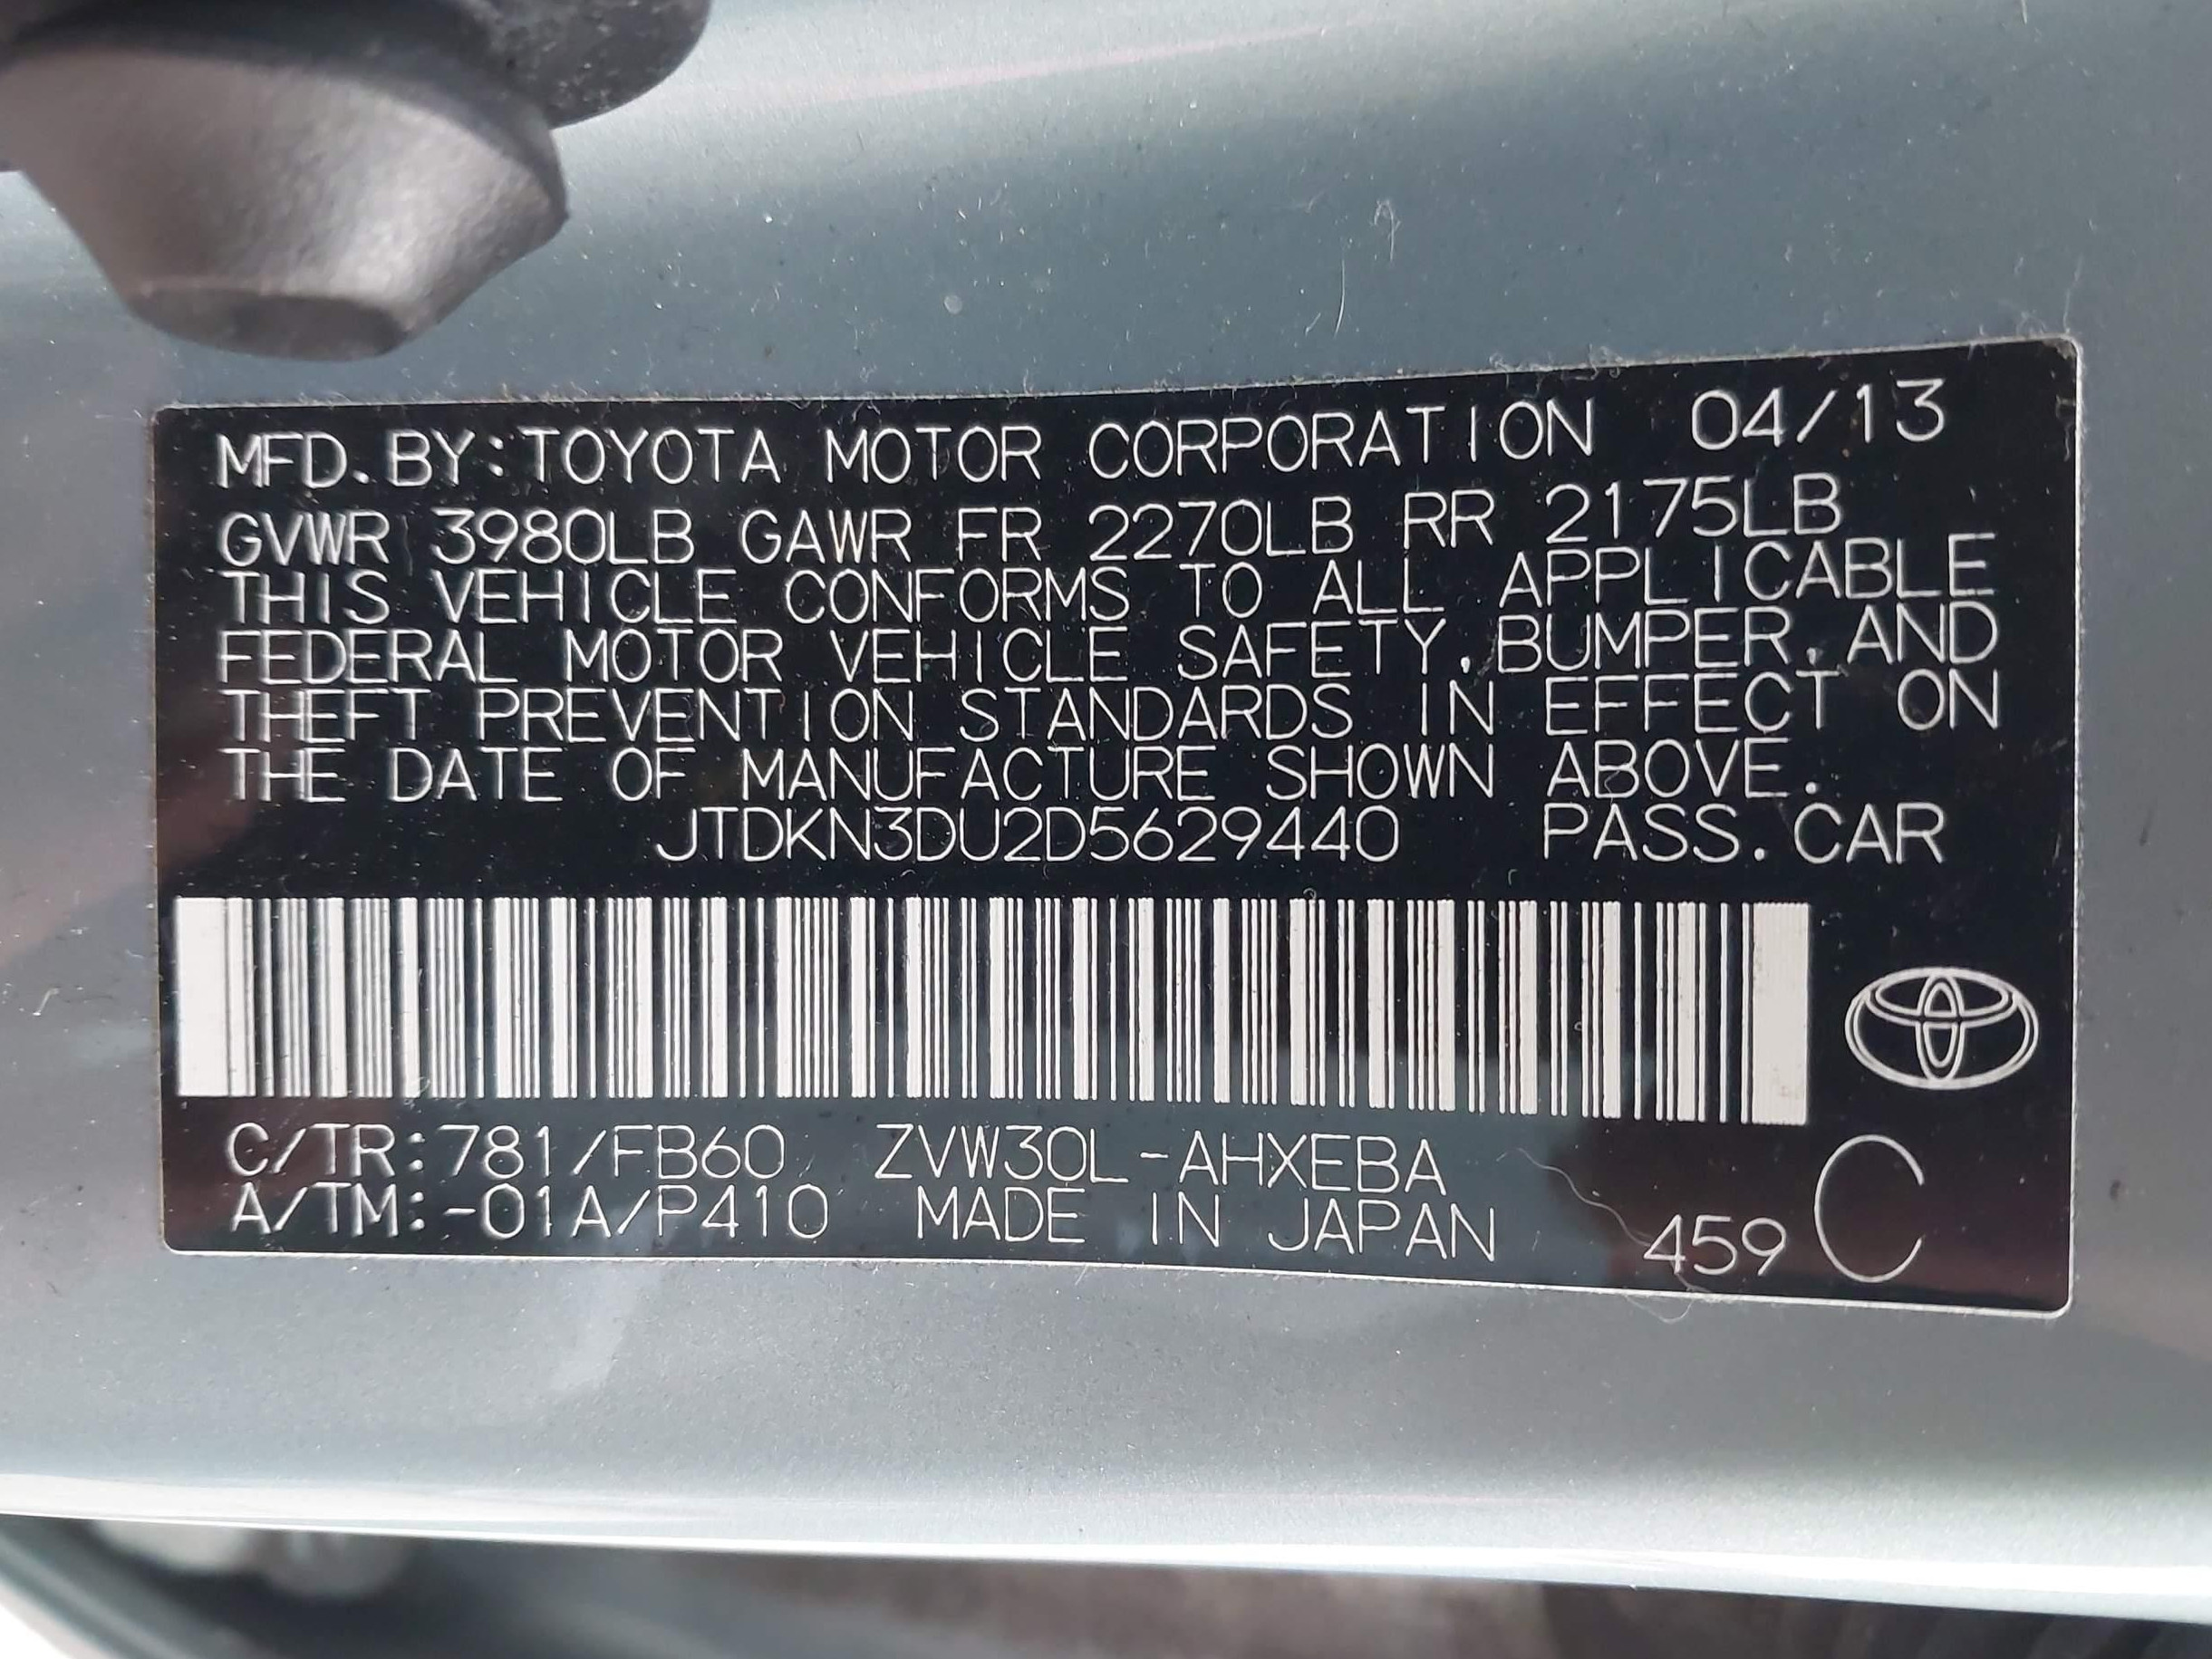 MFD.BY:TOYOTA MOTOR CORPORATION 04/13
GVWR 3980LB GAWR FR 2270LB RR 2175LB
THIS VEHICLE CONFORMS TO ALL APPLICABLE
FEDERAL MOTOR VEHICLE SAFETY,BUMPER,AND
THEFT PREVENTION STANDARDS IN EFFECT ON
THE DATE OF MANUFACTURE SHOWN ABOVE.
JTDKN3DU2D5629440 PASS.CAR
C/TR:781/FB60 ZVW30L-AHXEBA
A/TM:-01A/P410 MADE IN JAPAN 459 C